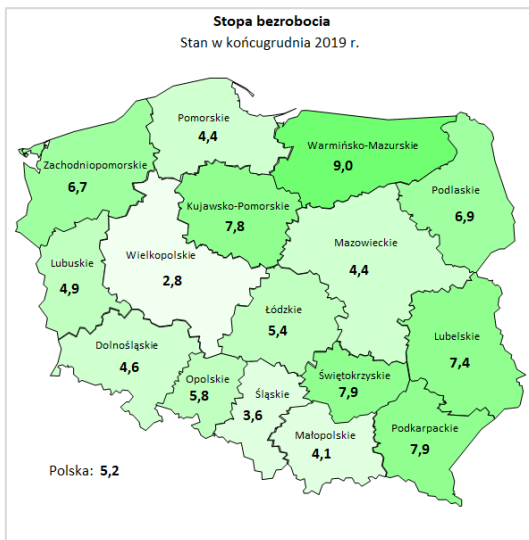 Stopa bezrobocia
Stan w końcugrudnia 2019 r.
Pomorskie
4,4
Warmińsko-Mazurskie
9,0
Zachodniopomorskie
6,7
Podlaskie
6,9
Kujawsko-Pomorskie
7,8
Mazowieckie
4,4
Wielkopolskie
2,8
Lubuskie
4,9
Łódzkie
5,4
Lubelskie
7,4
Dolnośląskie
4,6
Opolskie
5,8
Śląskie
3,6
Świętokrzyskie
7,9
Małopolskie
4,1
Podkarpackie
7,9
Polska: 5,2